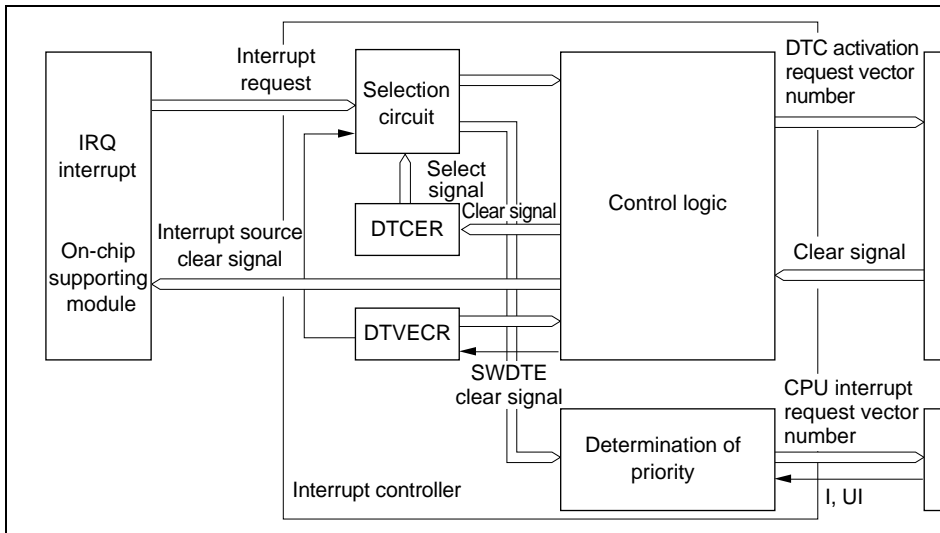 Interrupt
request
Selection
circuit
DTC activation
request vector
number
IRQ
interrupt
On-chip
supporting
module
Select
signal
Control logic
DTCER
Clear signal
Interrupt source
clear signal
Clear signal
DTVECR
SWDTE
clear signal
CPU interrupt
request vector
number
Determination of
priority
Interrupt controller
I, UI